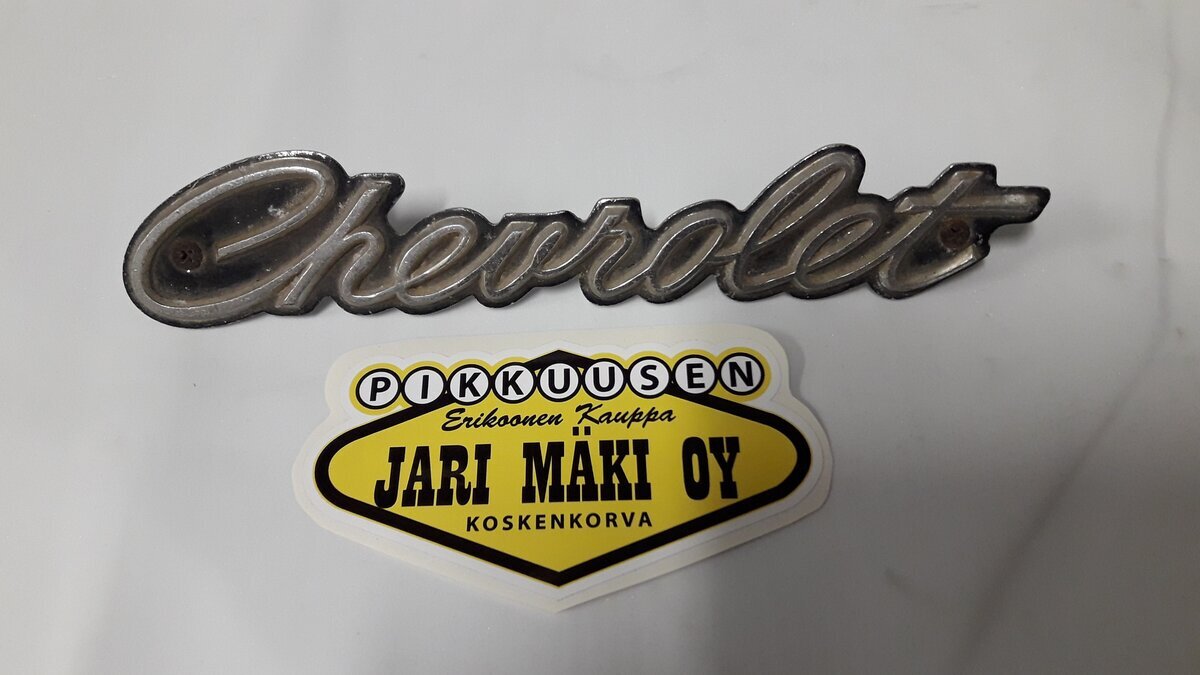 Chevrolet
PIKKUUSEN
Erikoonen Kauppa
JARI MÄKI OY
KOSKENKORVA